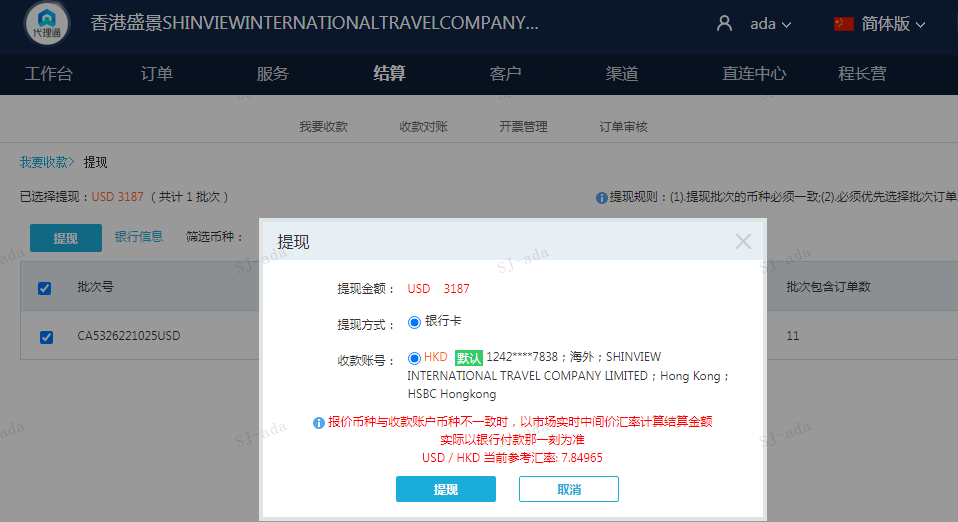 代理通
香港盛景SHINVIEWINTERNATIONALTRAVELCOMPANY...
ada
简体版
工作台
订单
服务
结算
客户
渠道
直连中心
程长营
我要收款
收款对账
开票管理
订单审核
我要收款> 提现
已选择提现：USD 3187 （共计 1 批次 ）
提现规则：(1).提现批次的币种必须一致;(2).必须优先选择批次订单
提现
银行信息
筛选币种：
批次号
批次包含订单数
CA5326221025USD
11
提现
提现金额： USD 3187
提现方式： 银行卡
收款账号： HKD 默认 1242****7838；海外；SHINVIEW
INTERNATIONAL TRAVEL COMPANY LIMITED；Hong Kong；
HSBC Hongkong
报价币种与收款账户币种不一致时，以市场实时中间价汇率计算结算金额
实际以银行付款那一刻为准
USD / HKD 当前参考汇率: 7.84965
提现
取消
SJ-ada
SJ-ada
SJ-ada
SJ-ada